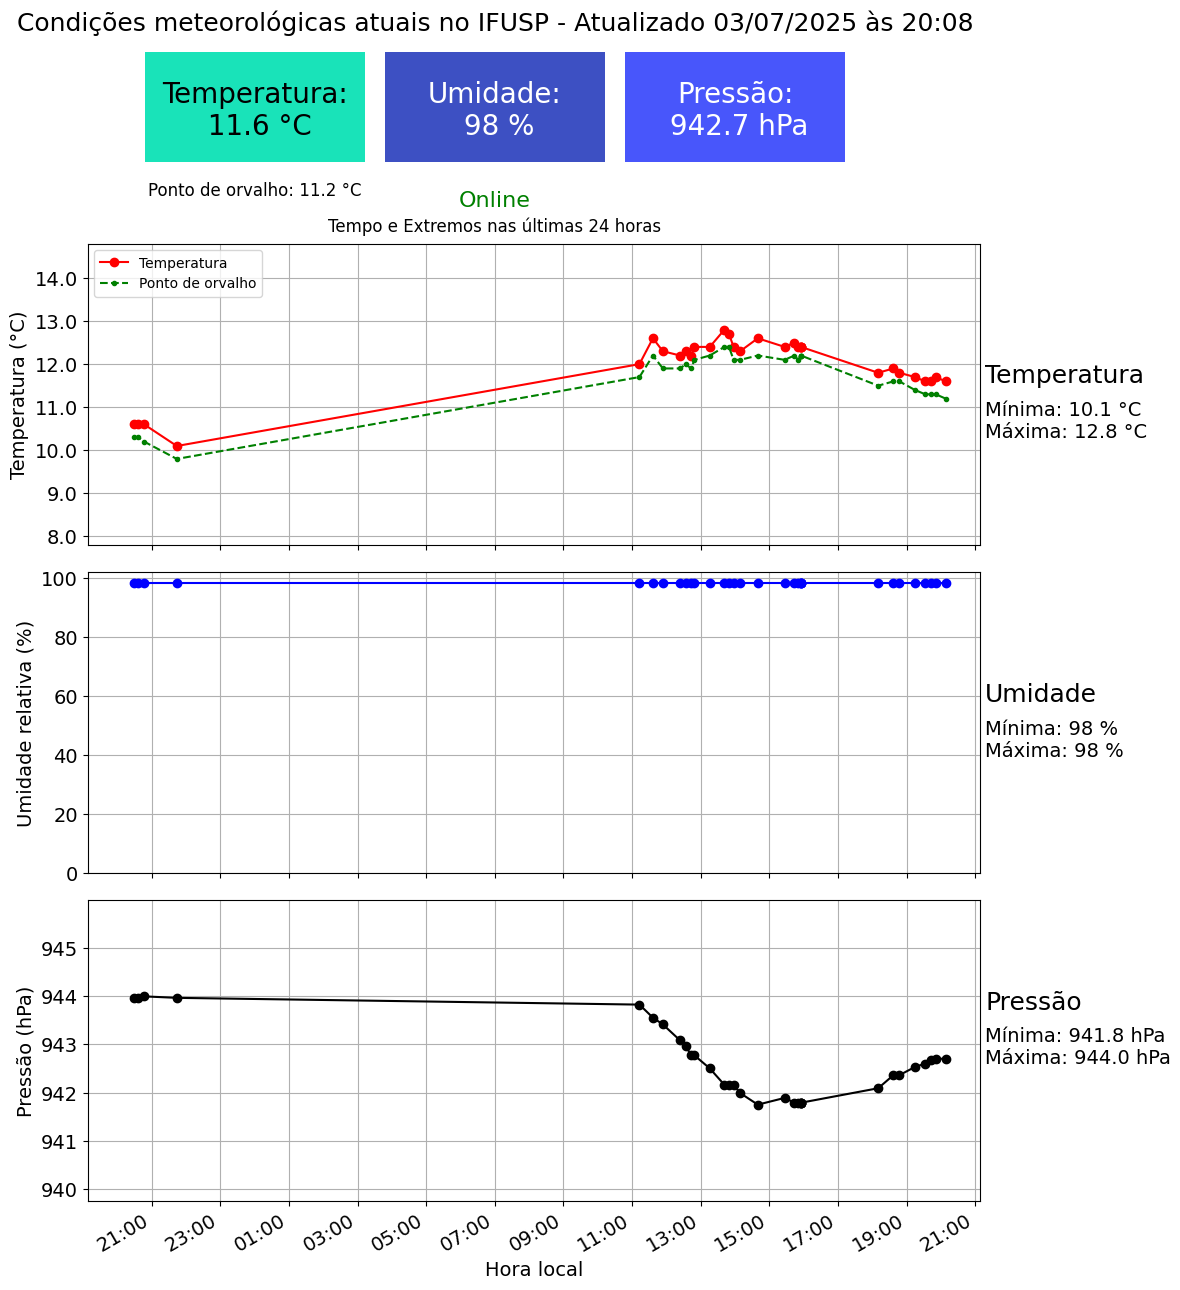 Condições meteorológicas atuais no IFUSP - Atualizado 03/07/2025 às 20:08
Temperatura:
11.6 °C
Umidade:
98 %
Pressão:
942.7 hPa
Ponto de orvalho: 11.2 °C
Online
Tempo e Extremos nas últimas 24 horas
Temperatura
Ponto de orvalho
Temperatura (°C)
14.0
13.0
12.0
11.0
10.0
9.0
8.0
Temperatura
Mínima: 10.1 °C
Máxima: 12.8 °C
Umidade relativa (%)
100
80
60
40
20
0
Umidade
Mínima: 98 %
Máxima: 98 %
Pressão (hPa)
945
944
943
942
941
940
Pressão
Mínima: 941.8 hPa
Máxima: 944.0 hPa
21:00 23:00 01:00 03:00 05:00 07:00 09:00 11:00 13:00 15:00 17:00 19:00 21:00
Hora local